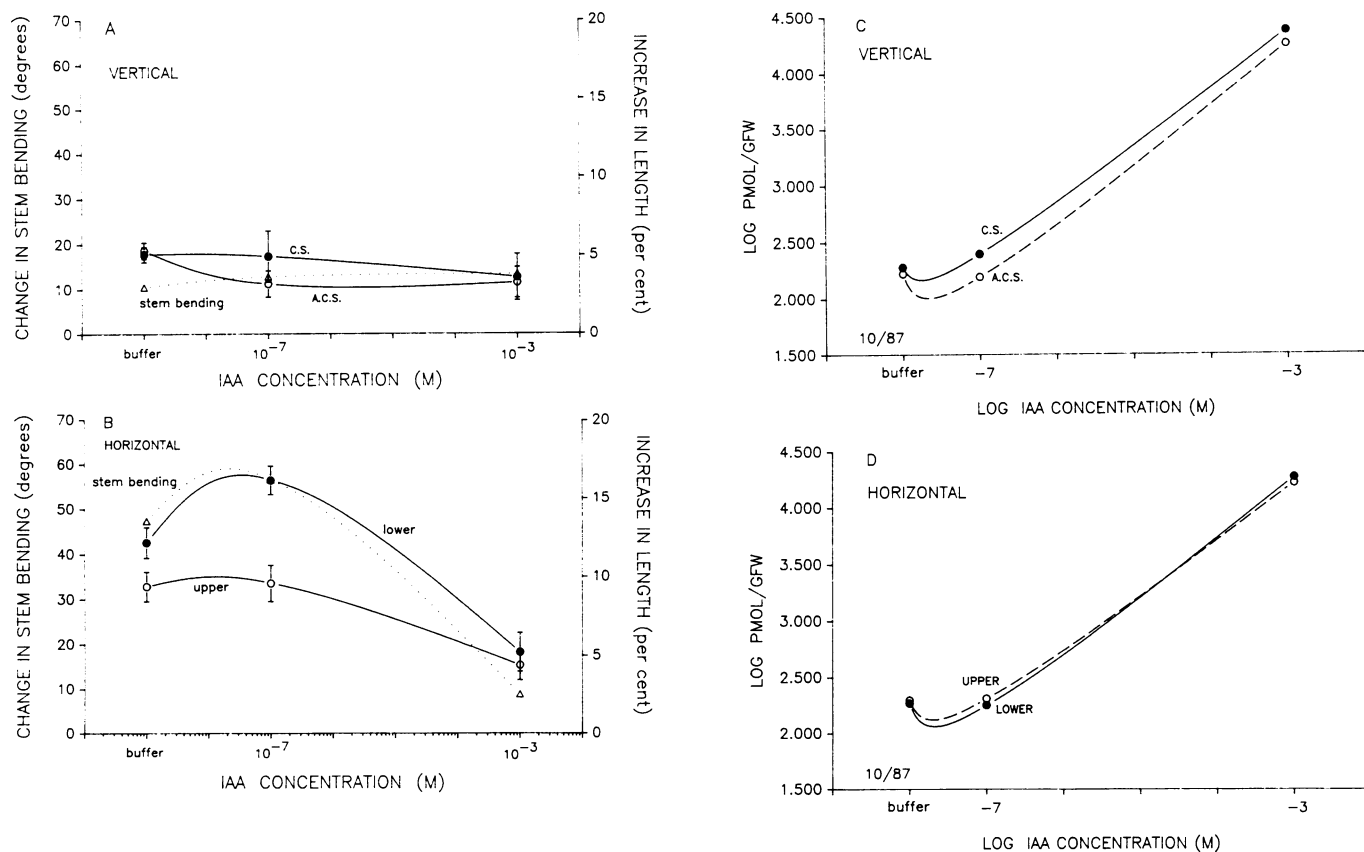 A
VERTICAL
CHANGE IN STEM BENDING (degrees)
70
60
50
40
30
20
10
0
INCREASE IN LENGTH (per cent)
20
15
10
5
0
C.S.
A.C.S.
stem bending
buffer
10⁻⁷
10⁻³
IAA CONCENTRATION (M)
B
HORIZONTAL
stem bending
CHANGE IN STEM BENDING (degrees)
70
60
50
40
30
20
10
0
INCREASE IN LENGTH (per cent)
20
15
10
5
0
lower
upper
buffer
10⁻⁷
10⁻³
IAA CONCENTRATION (M)
C
VERTICAL
LOG PMOL/GFW
4.500
4.000
3.500
3.000
2.500
2.000
1.500
C.S.
A.C.S.
10/87
buffer
−7
−3
LOG IAA CONCENTRATION (M)
D
HORIZONTAL
LOG PMOL/GFW
4.500
4.000
3.500
3.000
2.500
2.000
1.500
UPPER
LOWER
10/87
buffer
−7
−3
LOG IAA CONCENTRATION (M)